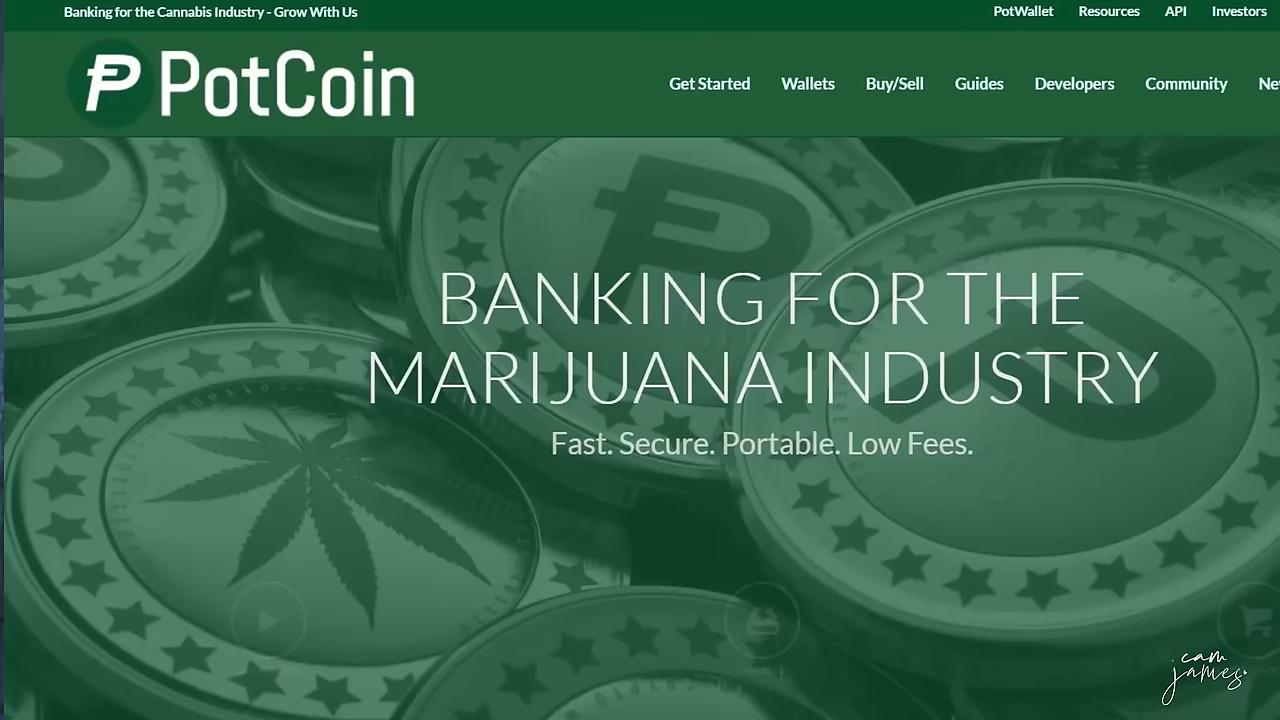 Banking for the Cannabis Industry - Grow With Us
PotWallet Resources API Investors
PotCoin
Get Started Wallets Buy/Sell Guides Developers Community
BANKING FOR THE
MARIJUANA INDUSTRY
Fast. Secure. Portable. Low Fees.
cam
james